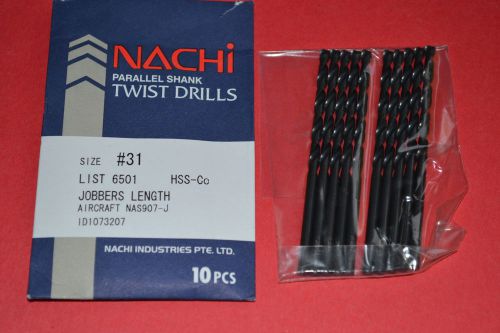 NACHi
PARALLEL SHANK
TWIST DRILLS
SIZE #31
LIST 6501 HSS-Co
JOBBERS LENGTH
AIRCRAFT NAS907-J
ID1073207
NACHI INDUSTRIES PTE. LTD.
10 PCS